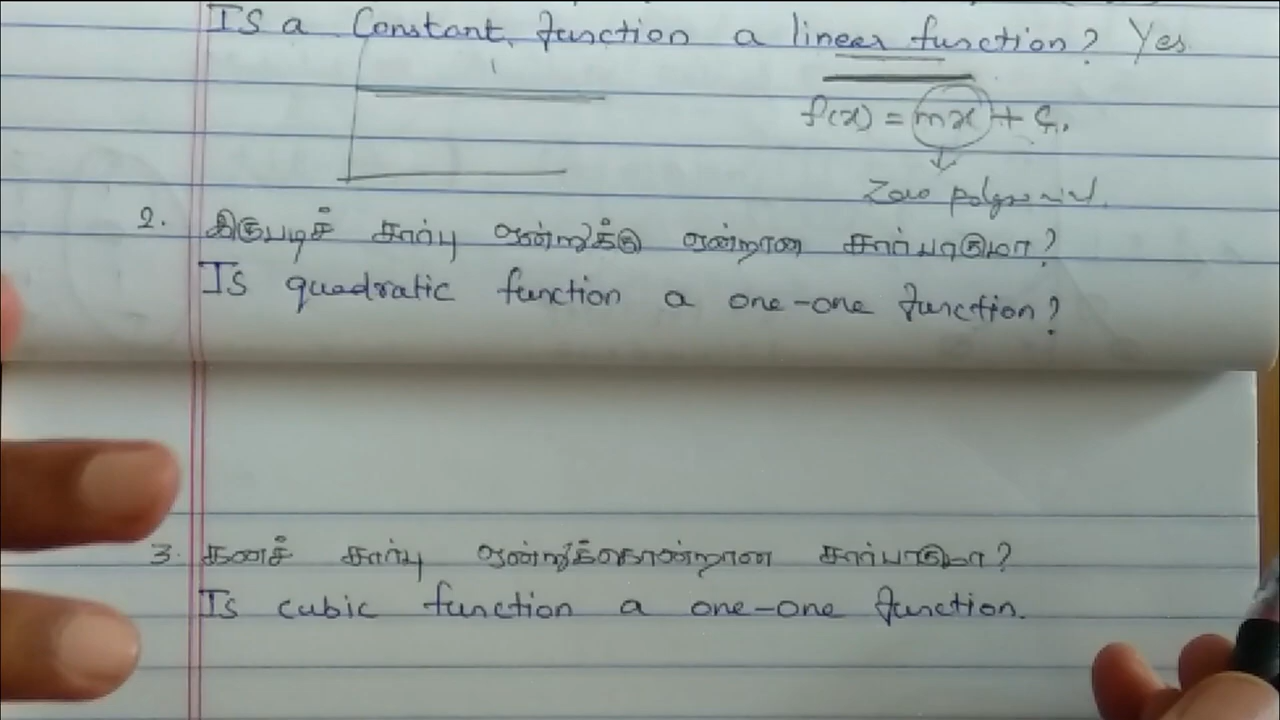 Is a Constant function a linear function? Yes
f(x) = mx + c.
Zero polynomial.
2. இருபடிச் சார்பு ஒன்றுக்கு ஒன்றான சார்பாகுமா?
Is quadratic function a one-one function?
3. கனச் சார்பு ஒன்றுக்கொன்றான சார்பாகுமா?
Is cubic function a one-one function.